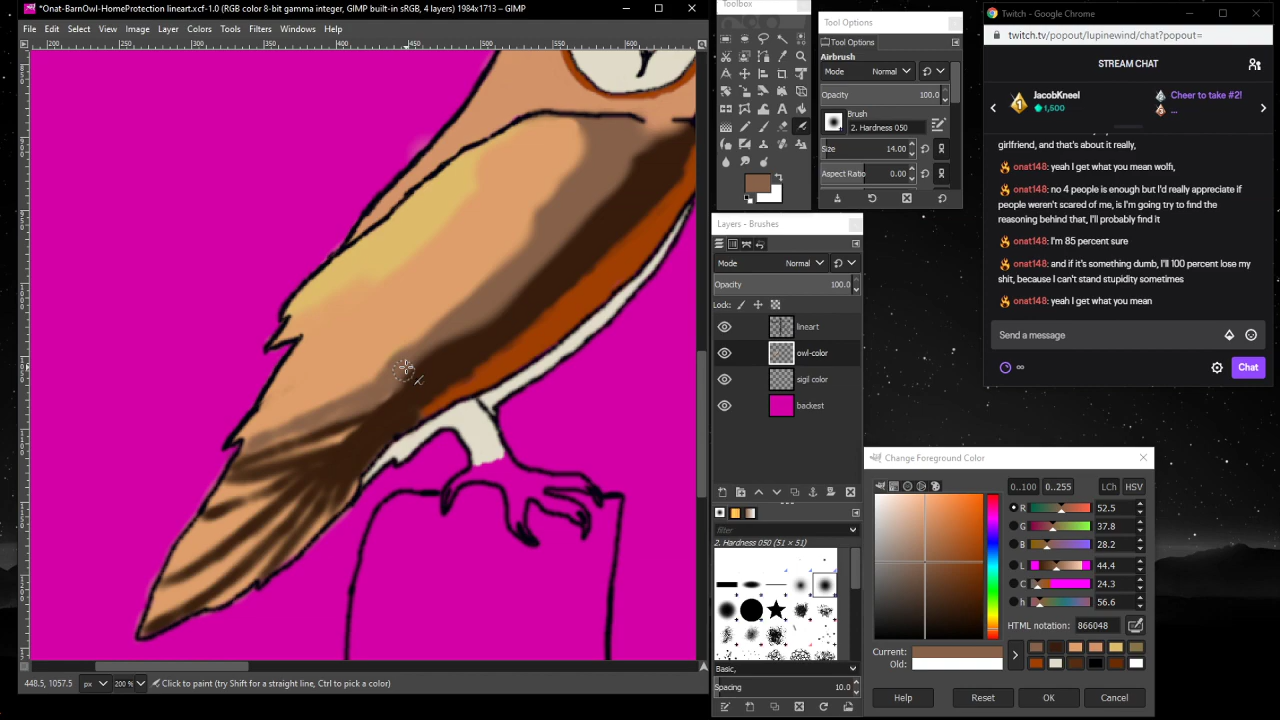 *Onat-BarnOwl-HomeProtection lineart.xcf-1.0 (RGB color 8-bit gamma integer, GIMP built-in sRGB, 4 layers) 1984x1713 – GIMP
File Edit Select View Image Layer Colors Tools Filters Windows Help
200 300 400 500 600
448.5, 1057.5 px 200 % Click to paint (try Shift for a straight line, Ctrl to pick a color)
Toolbox
Tool Options
Tool Options
Airbrush
Mode Normal
Opacity 100.0
Brush
2. Hardness 050
Size 14.00
Aspect Ratio 0.00
Layers - Brushes
Mode Normal
Opacity 100.0
Lock:
lineart
owl-color
sigil color
backest
filter
2. Hardness 050 (51 × 51)
Basic,
Spacing 10.0
Twitch - Google Chrome
twitch.tv/popout/lupinewind/chat?popout=
STREAM CHAT
1 JacobKneel
1,500
Cheer to take #2!
...
girlfriend, and that's about it really,
onat148: yeah I get what you mean wolfi,
onat148: no 4 people is enough but I'd really appreciate if
people weren't scared of me, is I'm going try to find the
reasoning behind that, I'll probably find it
onat148: I'm 85 percent sure
onat148: and if it's something dumb, I'll 100 percent lose my
shit, because I can't stand stupidity sometimes
onat148: yeah I get what you mean
Send a message
∞ Chat
Change Foreground Color
0..100 0..255 LCh HSV
R 52.5
G 37.8
B 28.2
L 44.4
C 24.3
h 56.6
HTML notation: 866048
Current:
Old:
Help Reset OK Cancel